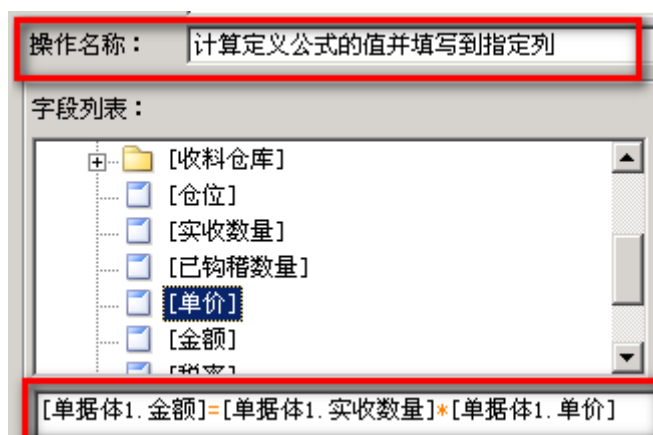 操作名称： 计算定义公式的值并填写到指定列
字段列表：
[收料仓库]
[仓位]
[实收数量]
[已钩稽数量]
[单价]
[金额]
[税率]
[单据体1.金额]=[单据体1.实收数量]*[单据体1.单价]